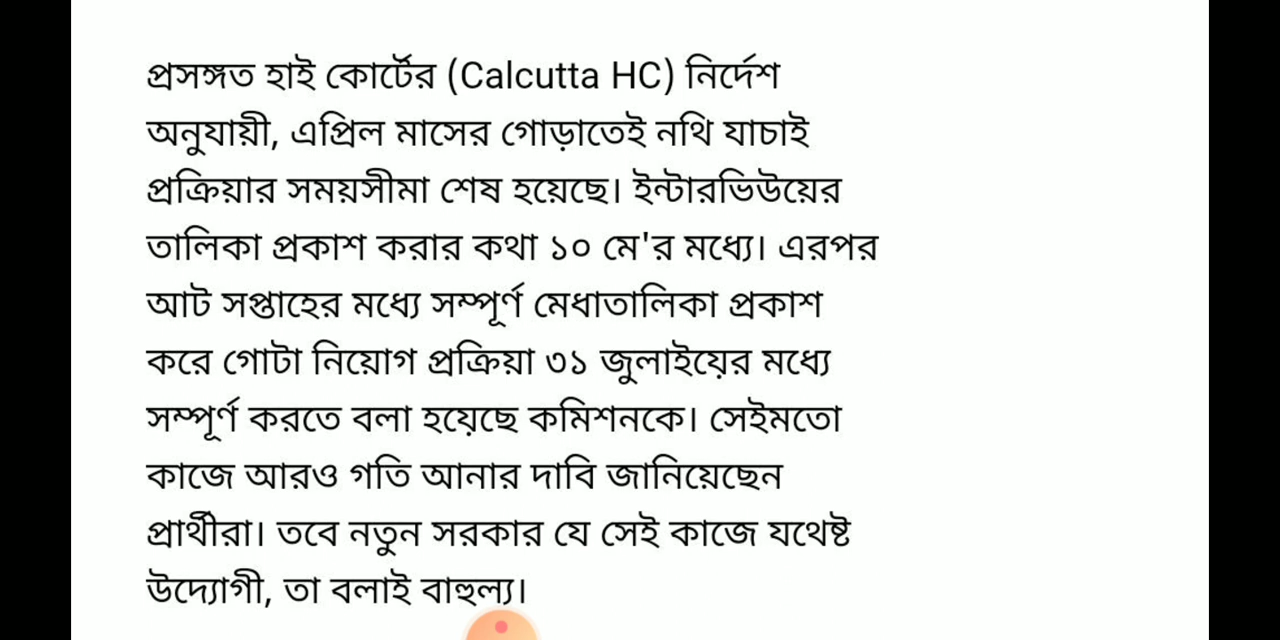 প্রসঙ্গত হাই কোর্টের (Calcutta HC) নির্দেশ
অনুযায়ী, এপ্রিল মাসের গোড়াতেই নথি যাচাই
প্রক্রিয়ার সময়সীমা শেষ হয়েছে। ইন্টারভিউয়ের
তালিকা প্রকাশ করার কথা ১০ মে'র মধ্যে। এরপর
আট সপ্তাহের মধ্যে সম্পূর্ণ মেধাতালিকা প্রকাশ
করে গোটা নিয়োগ প্রক্রিয়া ৩১ জুলাইয়ের মধ্যে
সম্পূর্ণ করতে বলা হয়েছে কমিশনকে। সেইমতো
কাজে আরও গতি আনার দাবি জানিয়েছেন
প্রার্থীরা। তবে নতুন সরকার যে সেই কাজে যথেষ্ট
উদ্যোগী, তা বলাই বাহুল্য।